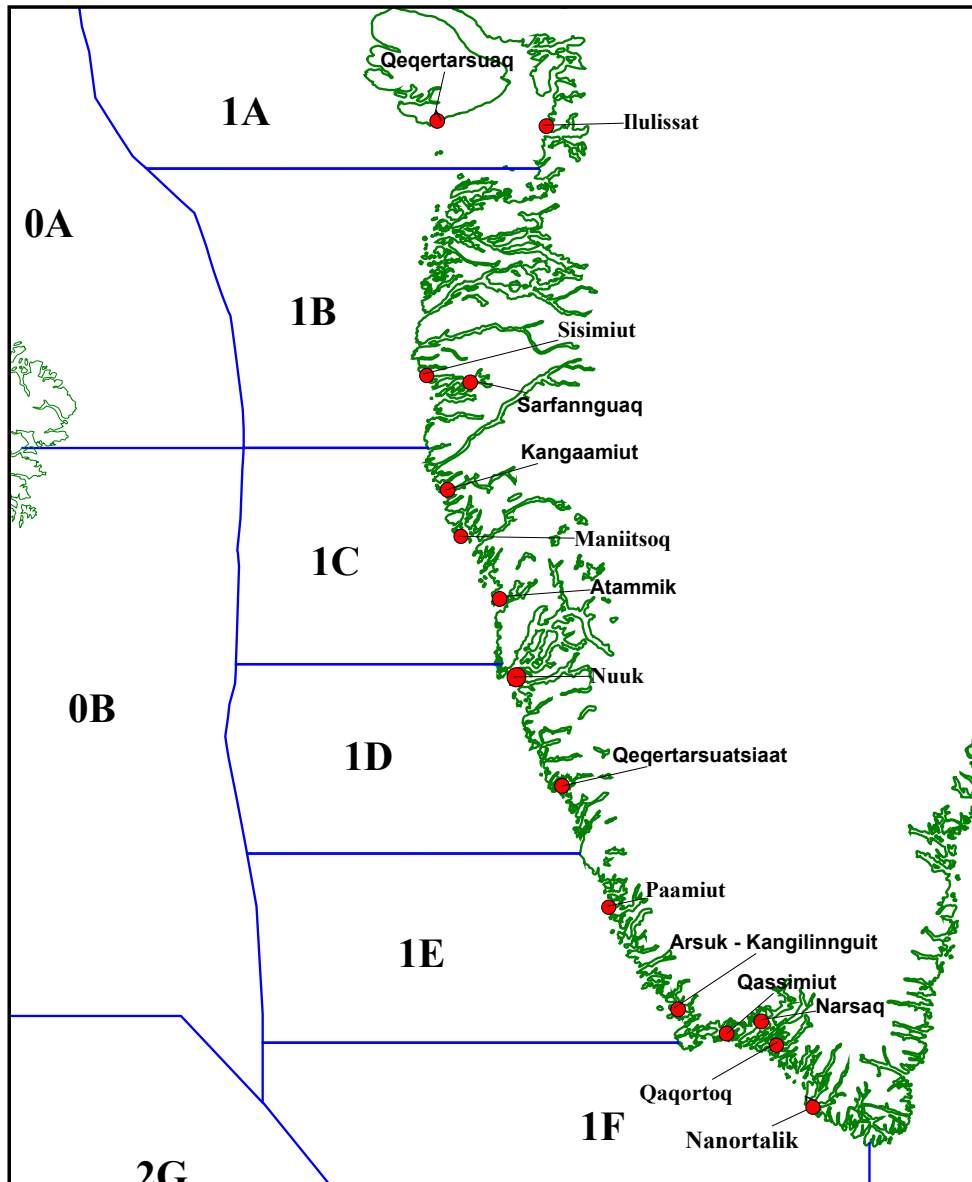 Qeqertarsuaq
1A
Ilulissat
0A
1B
Sisimiut
Sarfannguaq
Kangaamiut
Maniitsoq
1C
Atammik
Nuuk
0B
1D
Qeqertarsuatsiaat
Paamiut
Arsuk - Kangilinnguit
1E
Qassimiut
Narsaq
Qaqortoq
1F
Nanortalik
2G